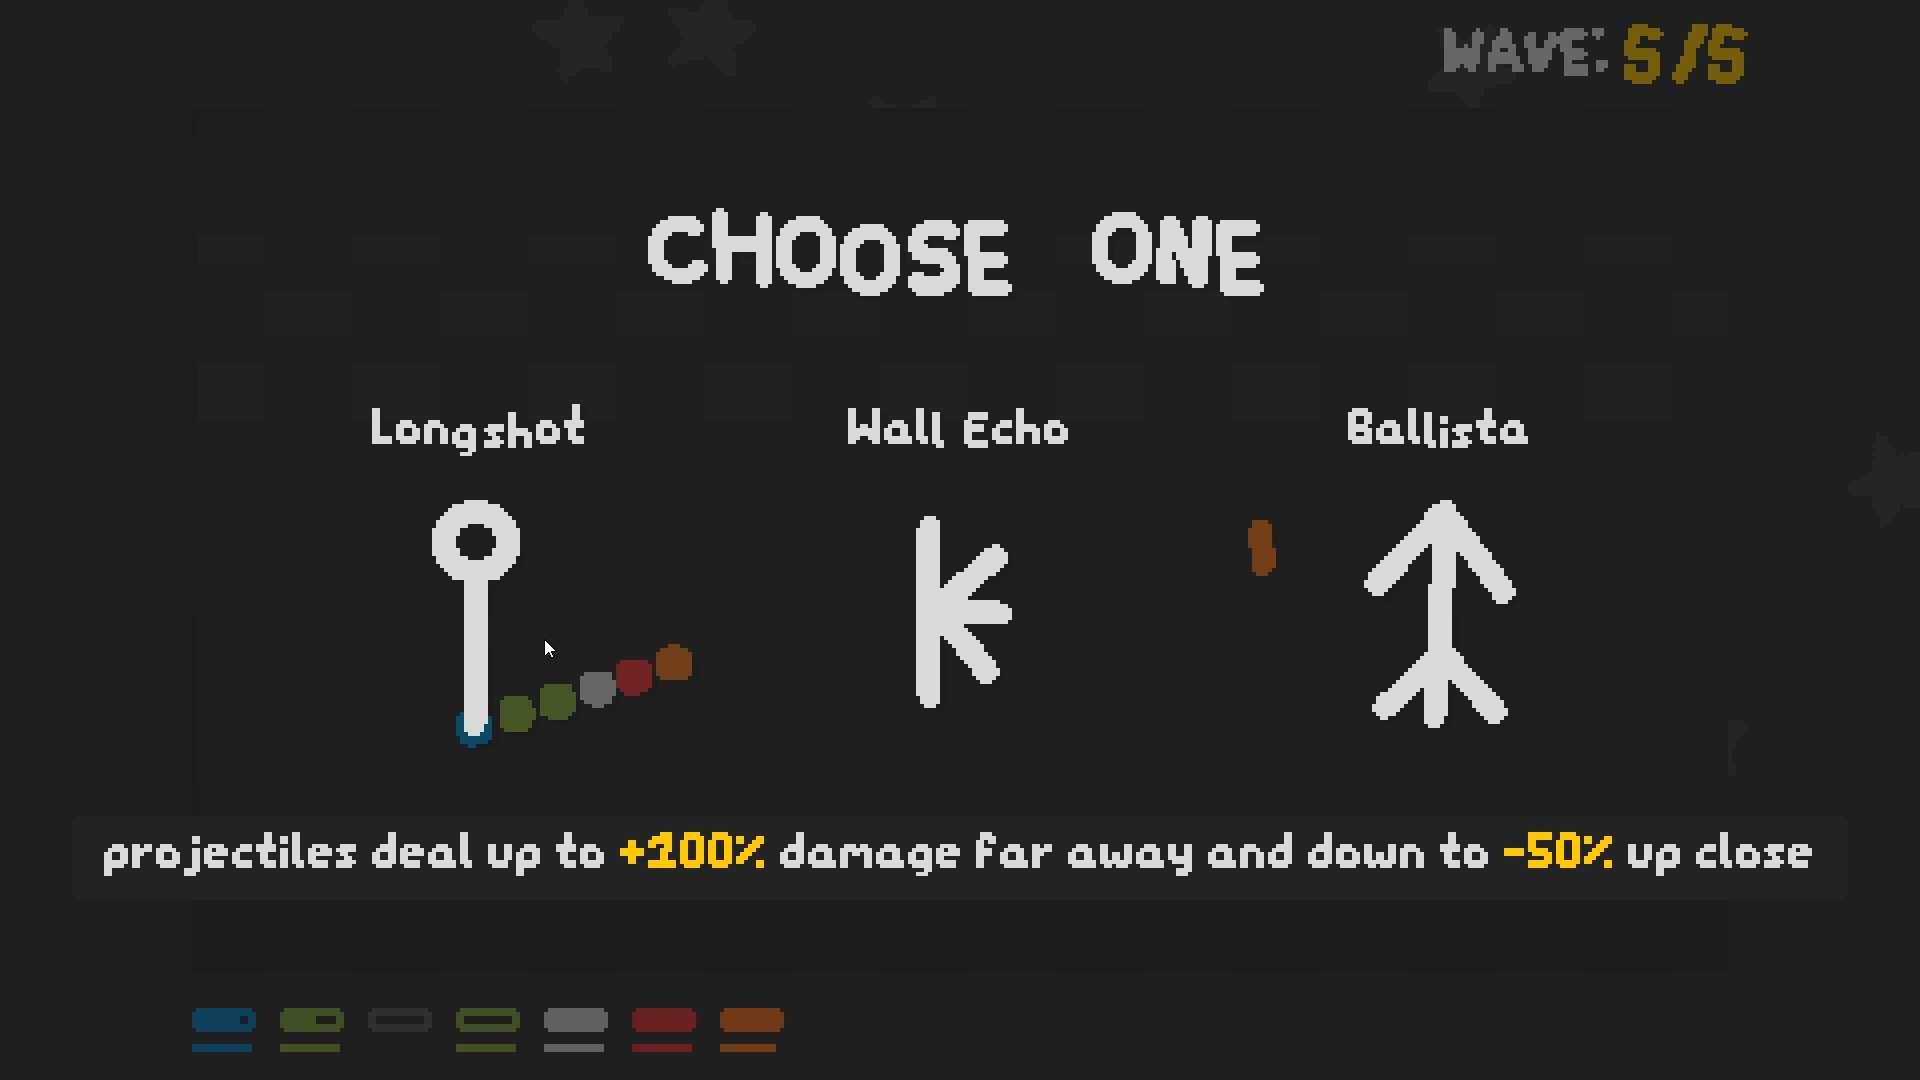 WAVE: 5/5
CHOOSE ONE
Longshot
Wall Echo
Ballista
projectiles deal up to +100% damage far away and down to -50% up close